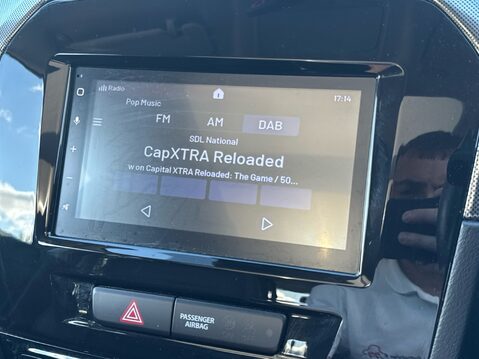 Radio
17:14
Pop Music
FM AM DAB
SDL National
CapXTRA Reloaded
w on Capital XTRA Reloaded: The Game / 50...
PASSENGER
AIRBAG